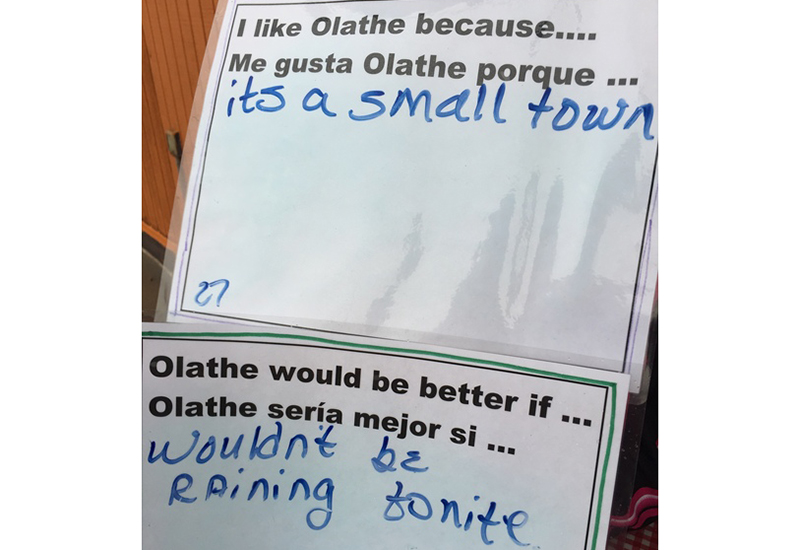 I like Olathe because....
Me gusta Olathe porque ...
its a small town
27
Olathe would be better if ...
Olathe sería mejor si ...
wouldn't be
RAining tonite